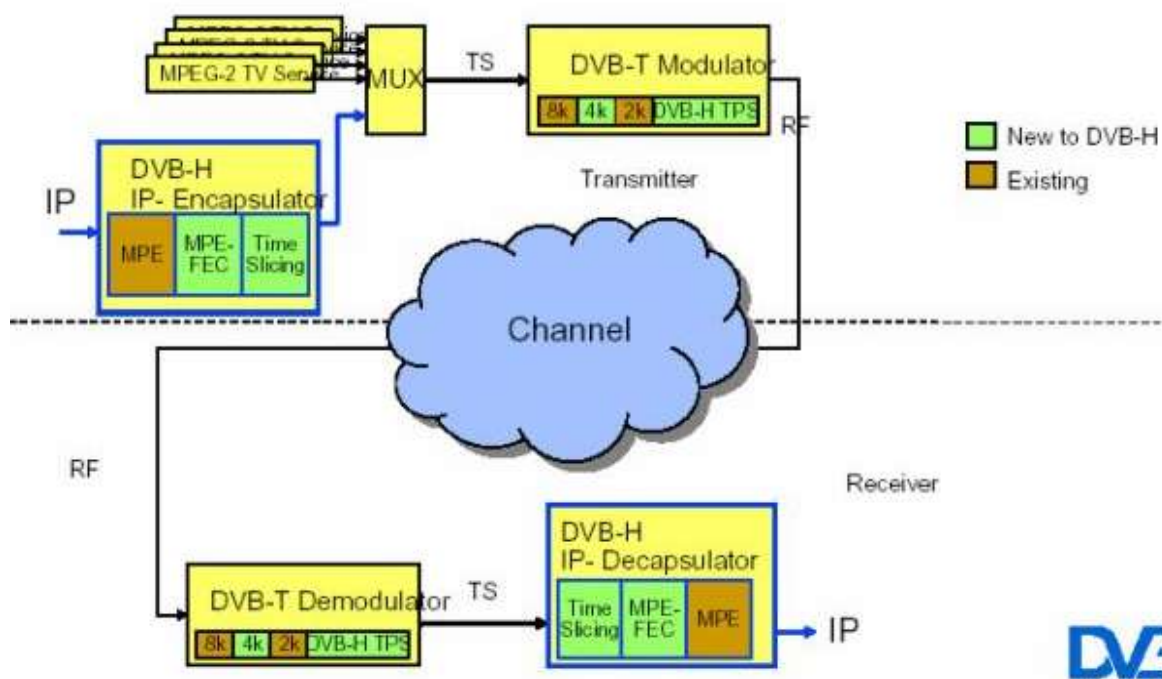 MPEG-2 TV Service
MUX
TS
DVB-T Modulator
8k 4k 2k DVB-H TPS
RF
New to DVB-H
Existing
DVB-H
IP- Encapsulator
IP
MPE
MPE-
FEC
Time
Slicing
Transmitter
Channel
RF
Receiver
DVB-T Demodulator
8k 4k 2k DVB-H TPS
TS
DVB-H
IP- Decapsulator
Time
Slicing
MPE-
FEC
MPE
IP